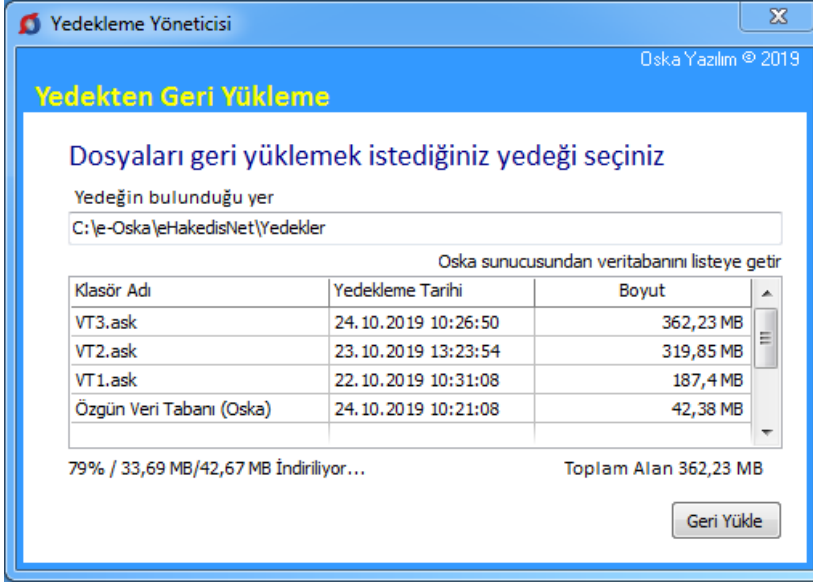 Yedekleme Yöneticisi
Oska Yazılım © 2019
Yedekten Geri Yükleme
Dosyaları geri yüklemek istediğiniz yedeği seçiniz
Yedeğin bulunduğu yer
C:\e-Oska\eHakedisNet\Yedekler
Oska sunucusundan veritabanını listeye getir
Klasör Adı Yedekleme Tarihi Boyut
VT3.ask 24.10.2019 10:26:50 362,23 MB
VT2.ask 23.10.2019 13:23:54 319,85 MB
VT1.ask 22.10.2019 10:31:08 187,4 MB
Özgün Veri Tabanı (Oska) 24.10.2019 10:21:08 42,38 MB
79% / 33,69 MB/42,67 MB İndiriliyor... Toplam Alan 362,23 MB
Geri Yükle